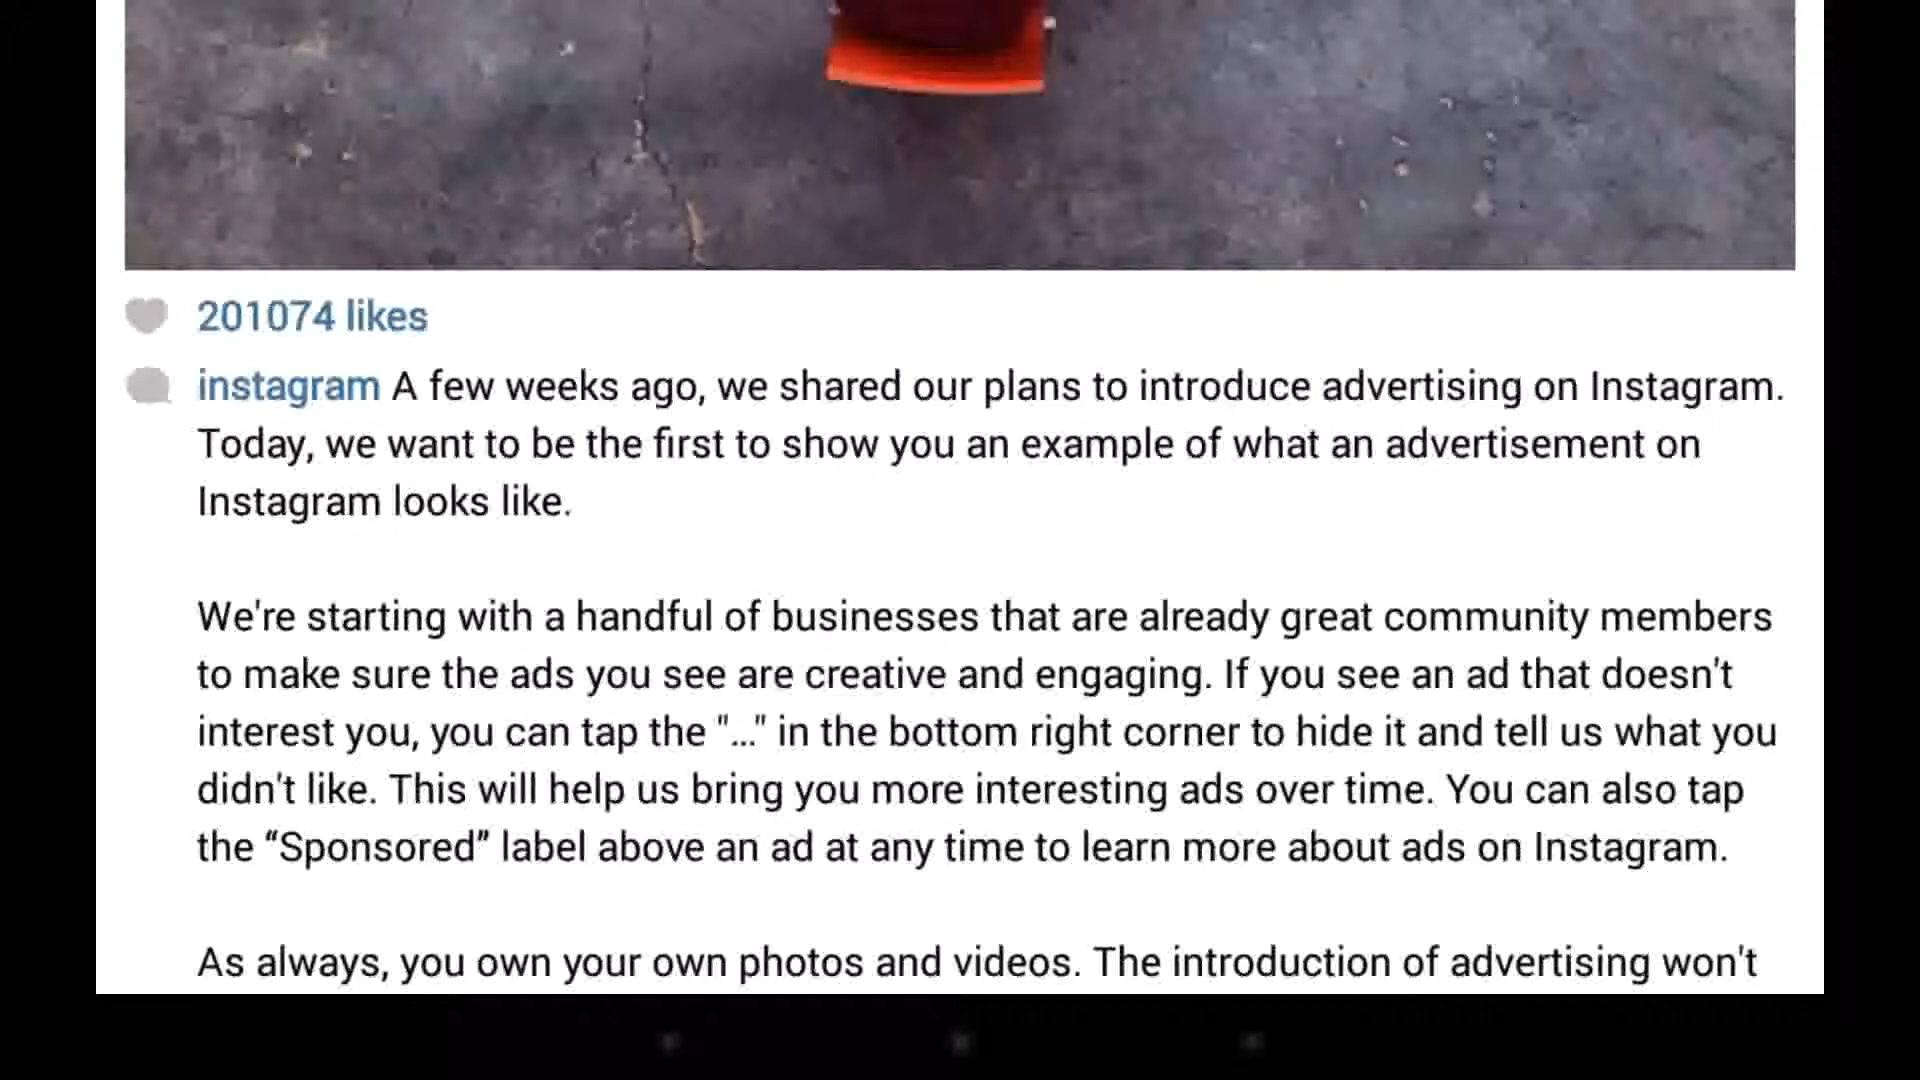 201074 likes
instagram A few weeks ago, we shared our plans to introduce advertising on Instagram.
Today, we want to be the first to show you an example of what an advertisement on
Instagram looks like.
We're starting with a handful of businesses that are already great community members
to make sure the ads you see are creative and engaging. If you see an ad that doesn't
interest you, you can tap the "..." in the bottom right corner to hide it and tell us what you
didn't like. This will help us bring you more interesting ads over time. You can also tap
the “Sponsored” label above an ad at any time to learn more about ads on Instagram.
As always, you own your own photos and videos. The introduction of advertising won't